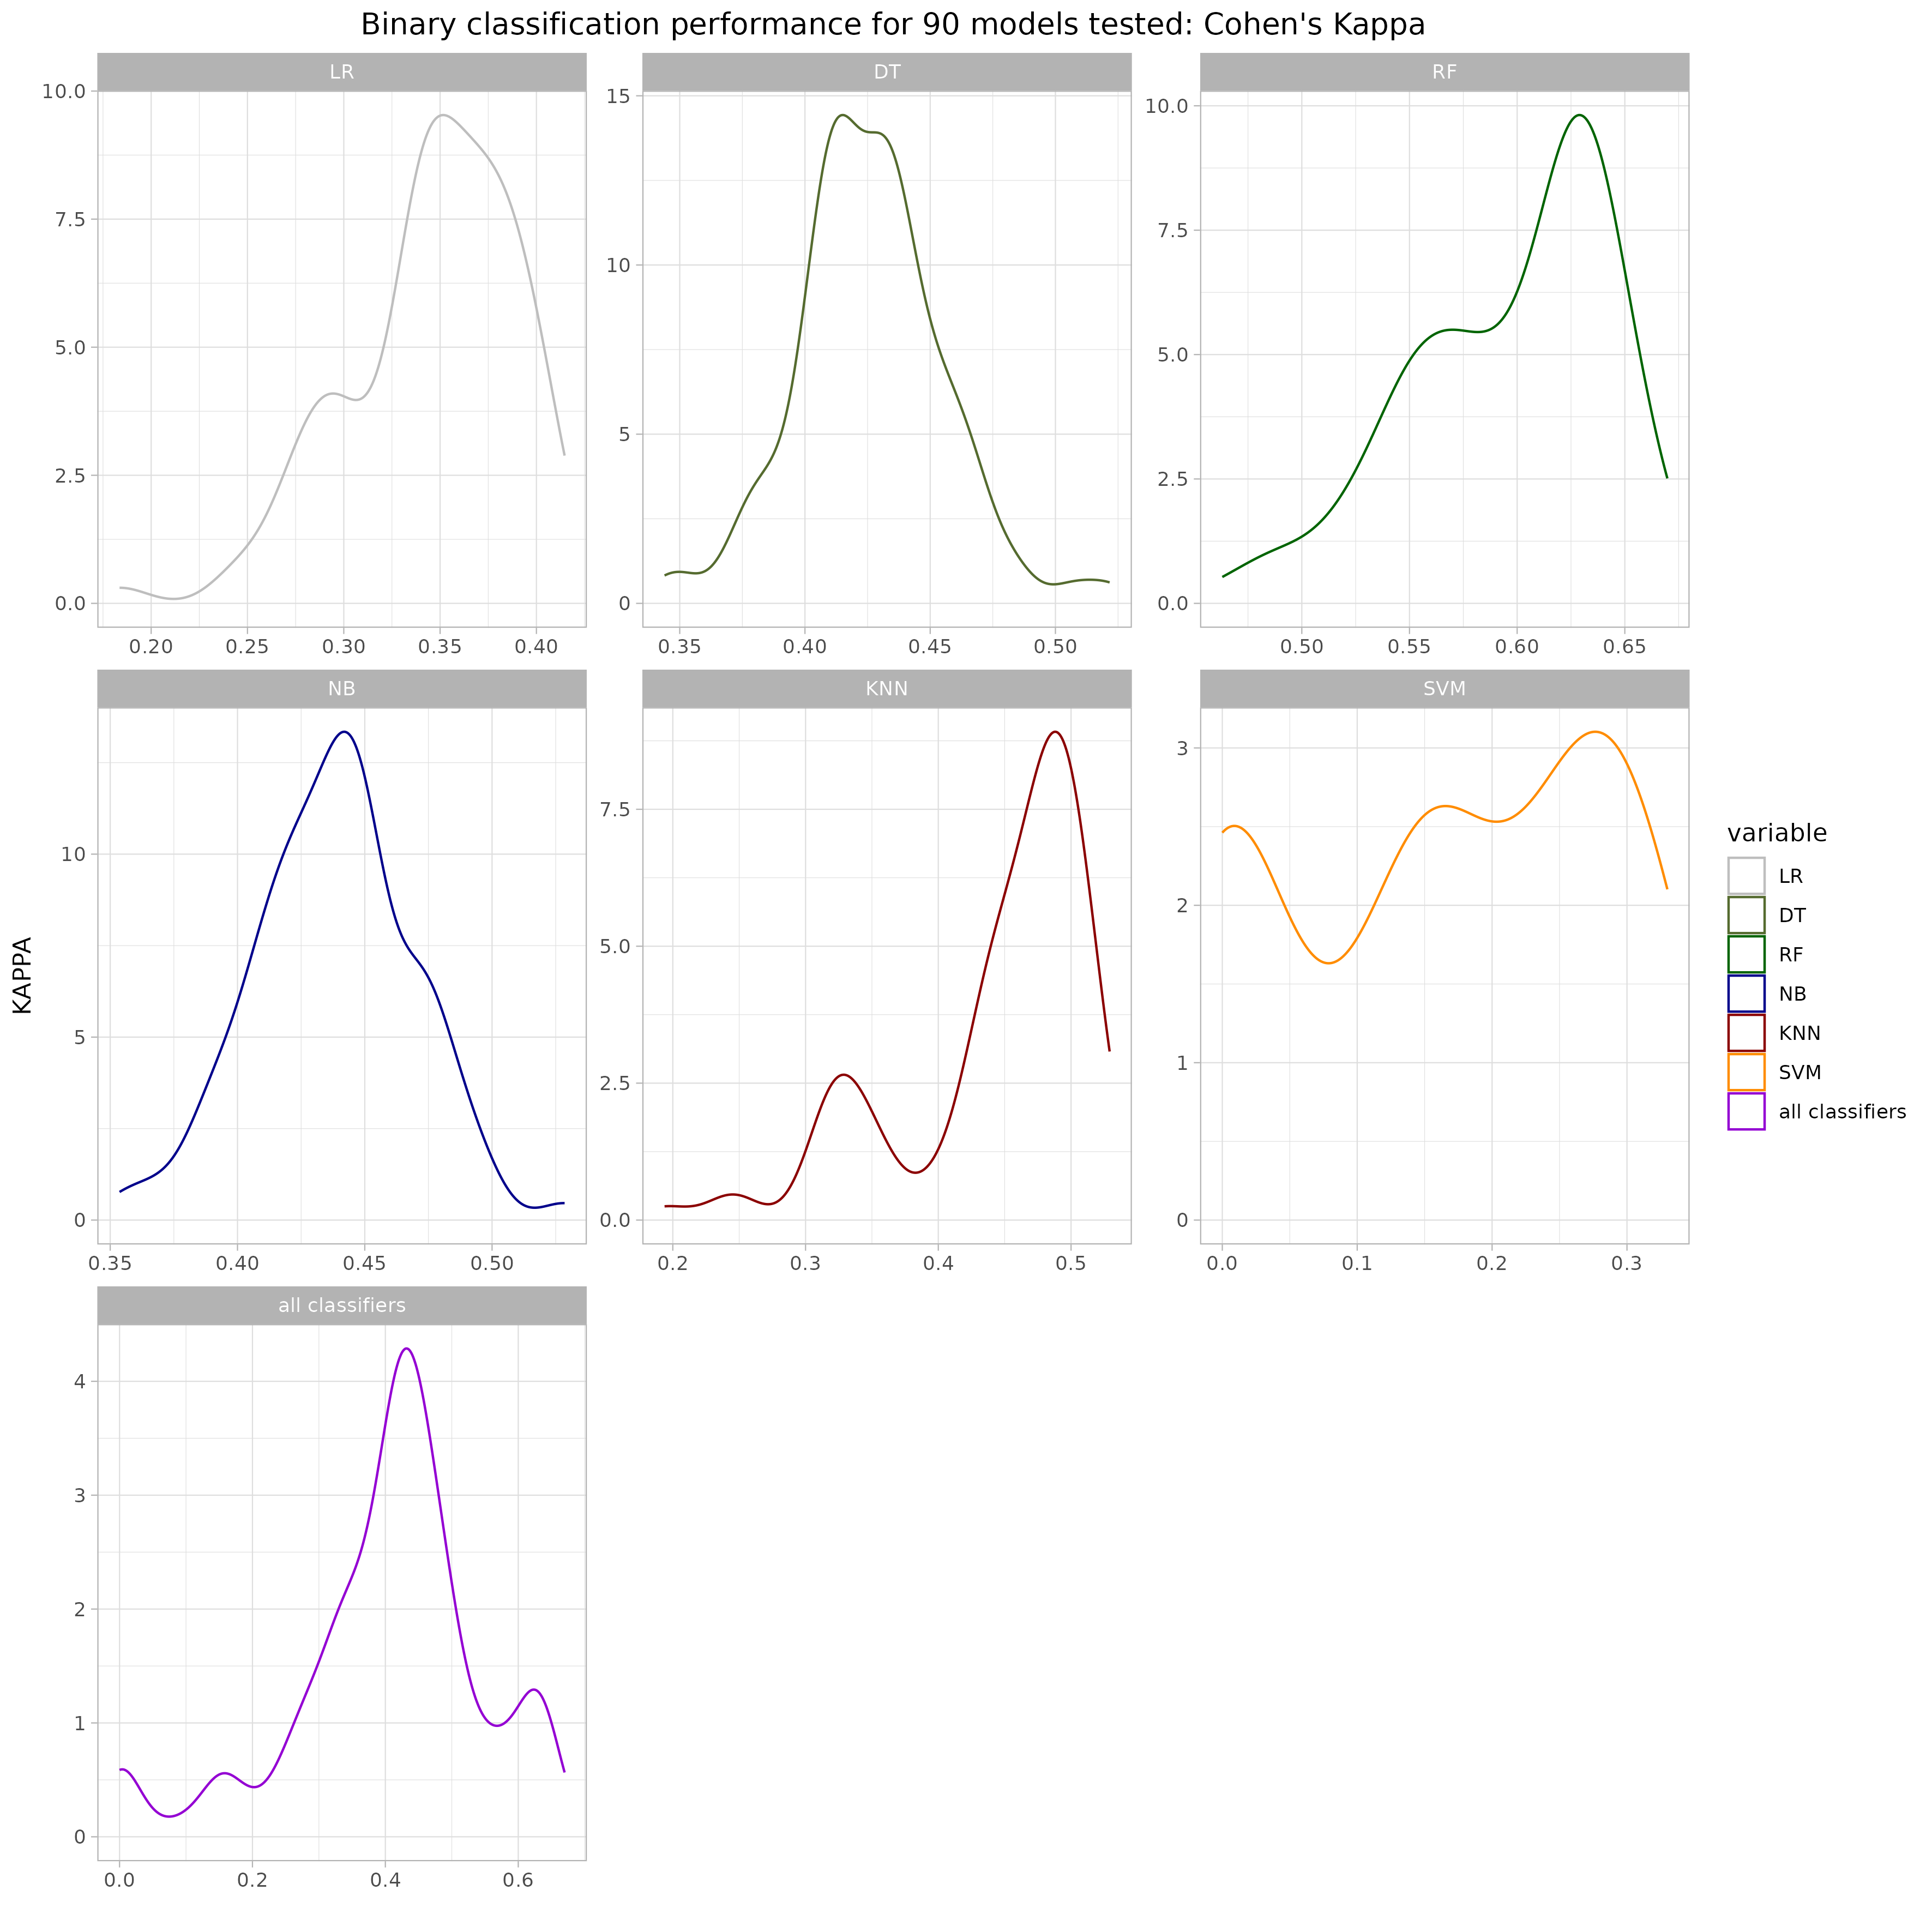 Binary classification performance for 90 models tested: Cohen's Kappa
LR
DT
RF
10.0
7.5
5.0
2.5
0.0
0.20 0.25 0.30 0.35 0.40
15
10
5
0
0.35 0.40 0.45 0.50
10.0
7.5
5.0
2.5
0.0
0.50 0.55 0.60 0.65
NB
KNN
SVM
10
5
0
0.35 0.40 0.45 0.50
7.5
5.0
2.5
0.0
0.2 0.3 0.4 0.5
3
2
1
0
0.0 0.1 0.2 0.3
all classifiers
4
3
2
1
0
0.0 0.2 0.4 0.6
KAPPA
variable
LR
DT
RF
NB
KNN
SVM
all classifiers